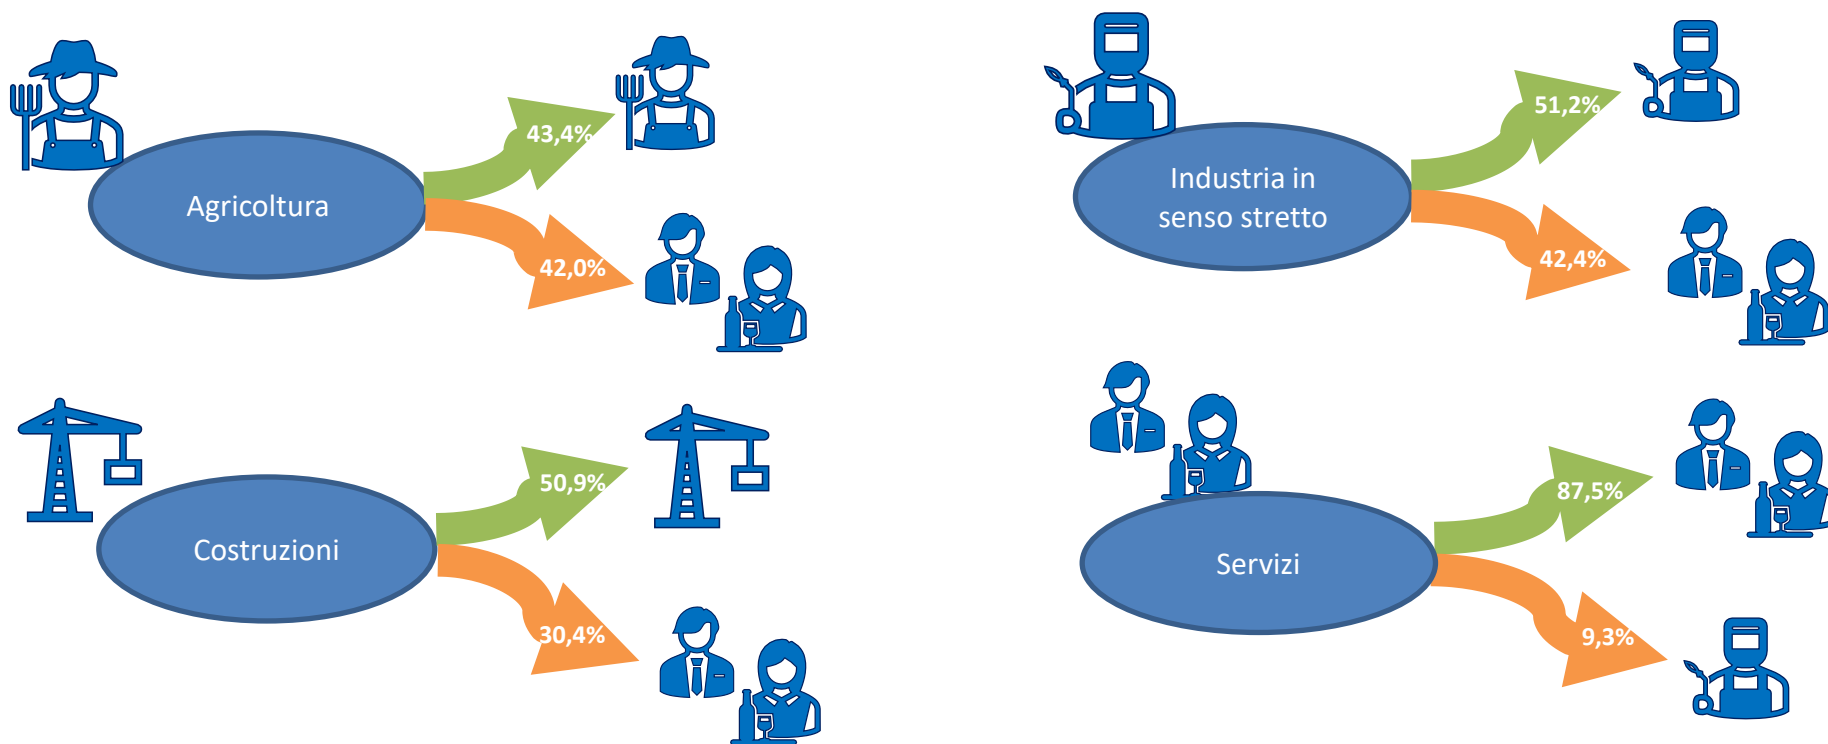 43,4%
Agricoltura
42,0%
51,2%
Industria in
senso stretto
42,4%
50,9%
Costruzioni
30,4%
87,5%
Servizi
9,3%